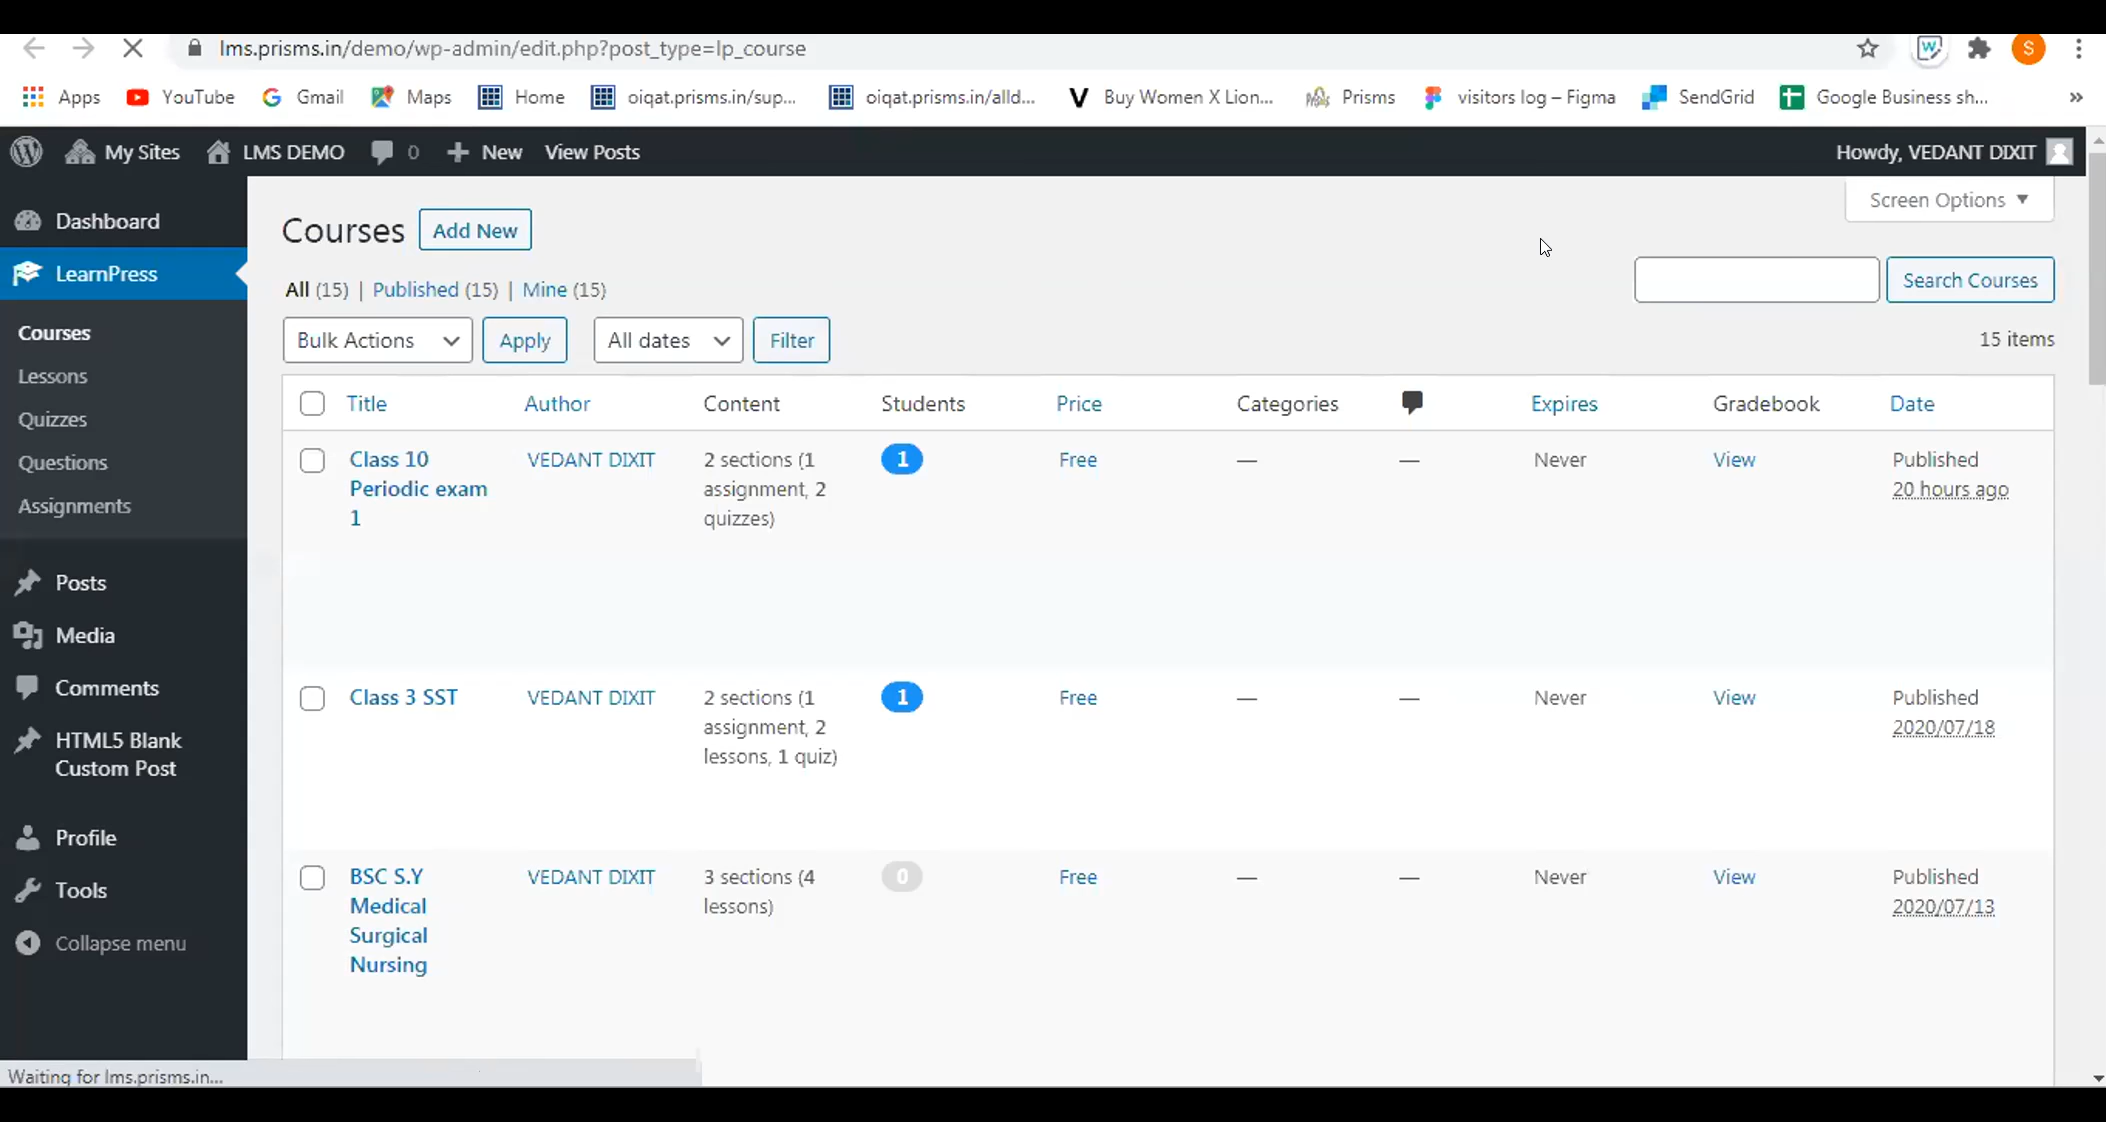 lms.prisms.in/demo/wp-admin/edit.php?post_type=lp_course
S
Apps YouTube Gmail Maps Home oiqat.prisms.in/sup... oiqat.prisms.in/alld... Buy Women X Lion... Prisms visitors log – Figma SendGrid Google Business sh... »
My Sites LMS DEMO 0 + New View Posts Howdy, VEDANT DIXIT
Screen Options
Dashboard
LearnPress
Courses
Lessons
Quizzes
Questions
Assignments
Posts
Media
Comments
HTML5 Blank
Custom Post
Profile
Tools
Collapse menu
Courses Add New
All (15) | Published (15) | Mine (15)
Search Courses
Bulk Actions Apply All dates Filter
15 items
Title Author Content Students Price Categories Expires Gradebook Date
Class 10 VEDANT DIXIT 2 sections (1 1 Free — — Never View Published
Periodic exam assignment, 2 20 hours ago
1 quizzes)
Class 3 SST VEDANT DIXIT 2 sections (1 1 Free — — Never View Published
assignment, 2 2020/07/18
lessons, 1 quiz)
BSC S.Y VEDANT DIXIT 3 sections (4 0 Free — — Never View Published
Medical lessons) 2020/07/13
Surgical
Nursing
Waiting for lms.prisms.in...